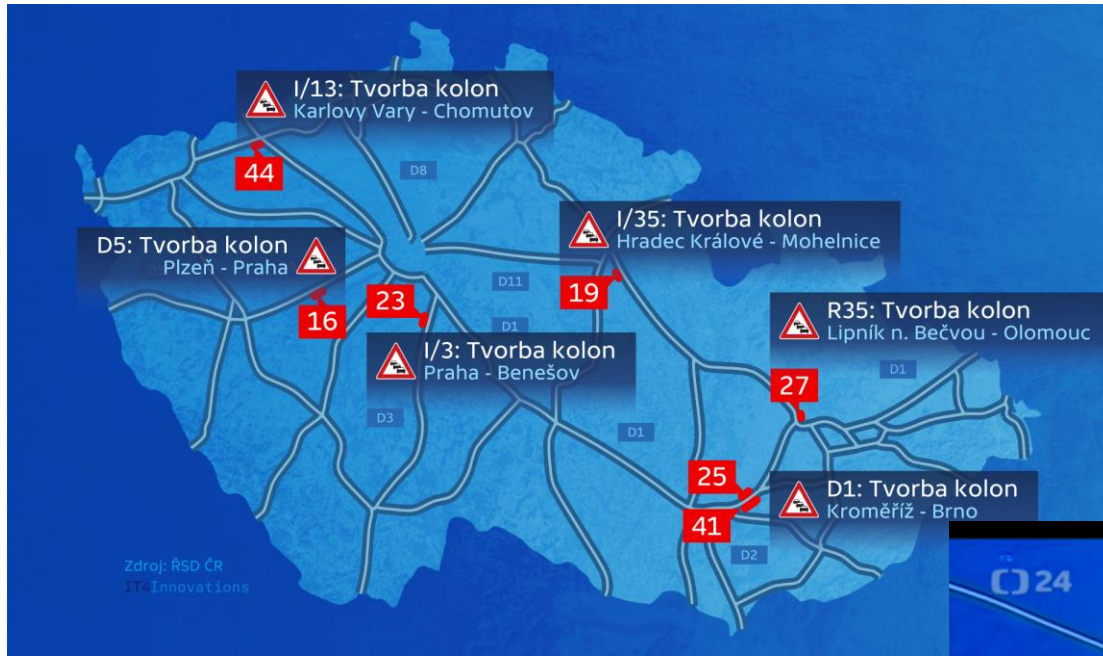 I/13: Tvorba kolon
Karlovy Vary - Chomutov
44
D8
I/35: Tvorba kolon
Hradec Králové - Mohelnice
D5: Tvorba kolon
Plzeň - Praha
19
D11
23
16
D1
R35: Tvorba kolon
Lipník n. Bečvou - Olomouc
I/3: Tvorba kolon
Praha - Benešov
D1
27
D3
D1
25
D1: Tvorba kolon
Kroměříž - Brno
41
D2
Zdroj: ŘSD ČR
IT4Innovations
24